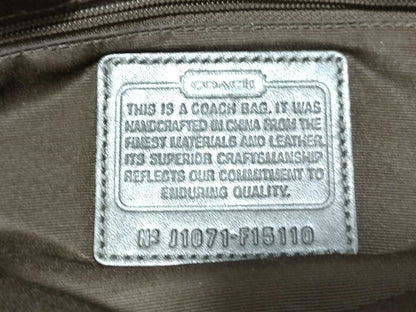 COACH
THIS IS A COACH BAG. IT WAS
HANDCRAFTED IN CHINA FROM THE
FINEST MATERIALS AND LEATHER.
ITS SUPERIOR CRAFTSMANSHIP
REFLECTS OUR COMMITMENT TO
ENDURING QUALITY.
Nº J1071-F15110